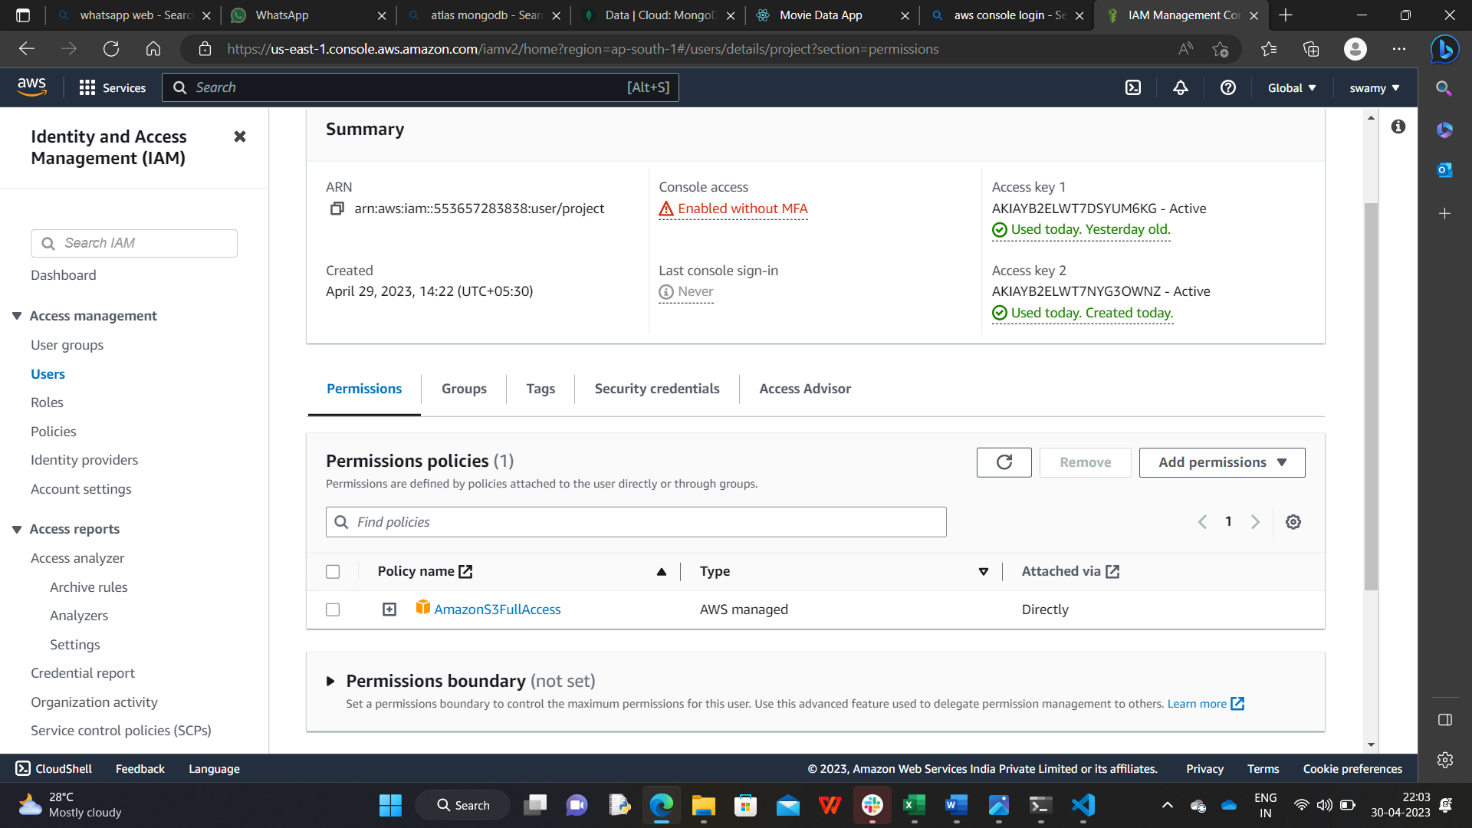 whatsapp web - Sear
WhatsApp
atlas mongodb - Sear
Data | Cloud: MongoD
Movie Data App
aws console login - Se
IAM Management Co
https://us-east-1.console.aws.amazon.com/iamv2/home?region=ap-south-1#/users/details/project?section=permissions
aws
Services
Search
[Alt+S]
Global
swamy
Identity and Access
Management (IAM)
Search IAM
Dashboard
Access management
User groups
Users
Roles
Policies
Identity providers
Account settings
Access reports
Access analyzer
Archive rules
Analyzers
Settings
Credential report
Organization activity
Service control policies (SCPs)
Summary
ARN
arn:aws:iam::553657283838:user/project
Console access
Enabled without MFA
Access key 1
AKIAYB2ELWT7DSYUM6KG - Active
Used today. Yesterday old.
Created
April 29, 2023, 14:22 (UTC+05:30)
Last console sign-in
Never
Access key 2
AKIAYB2ELWT7NYG3OWNZ - Active
Used today. Created today.
Permissions
Groups
Tags
Security credentials
Access Advisor
Permissions policies (1)
Permissions are defined by policies attached to the user directly or through groups.
Remove
Add permissions
Find policies
1
Policy name
Type
Attached via
AmazonS3FullAccess
AWS managed
Directly
Permissions boundary (not set)
Set a permissions boundary to control the maximum permissions for this user. Use this advanced feature used to delegate permission management to others. Learn more
CloudShell
Feedback
Language
© 2023, Amazon Web Services India Private Limited or its affiliates.
Privacy
Terms
Cookie preferences
28°C
Mostly cloudy
Search
ENG
IN
22:03
30-04-2023